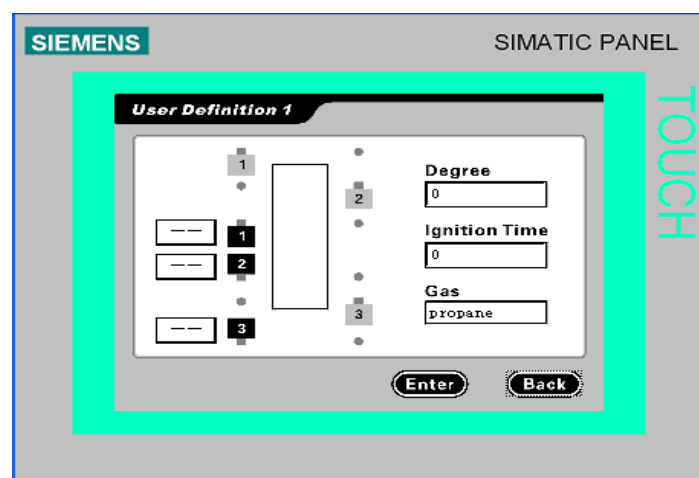 SIEMENS
SIMATIC PANEL
TOUCH
User Definition 1
1
2
Degree
0
-- 1
-- 2
Ignition Time
0
3
Gas
propane
-- 3
Enter
Back